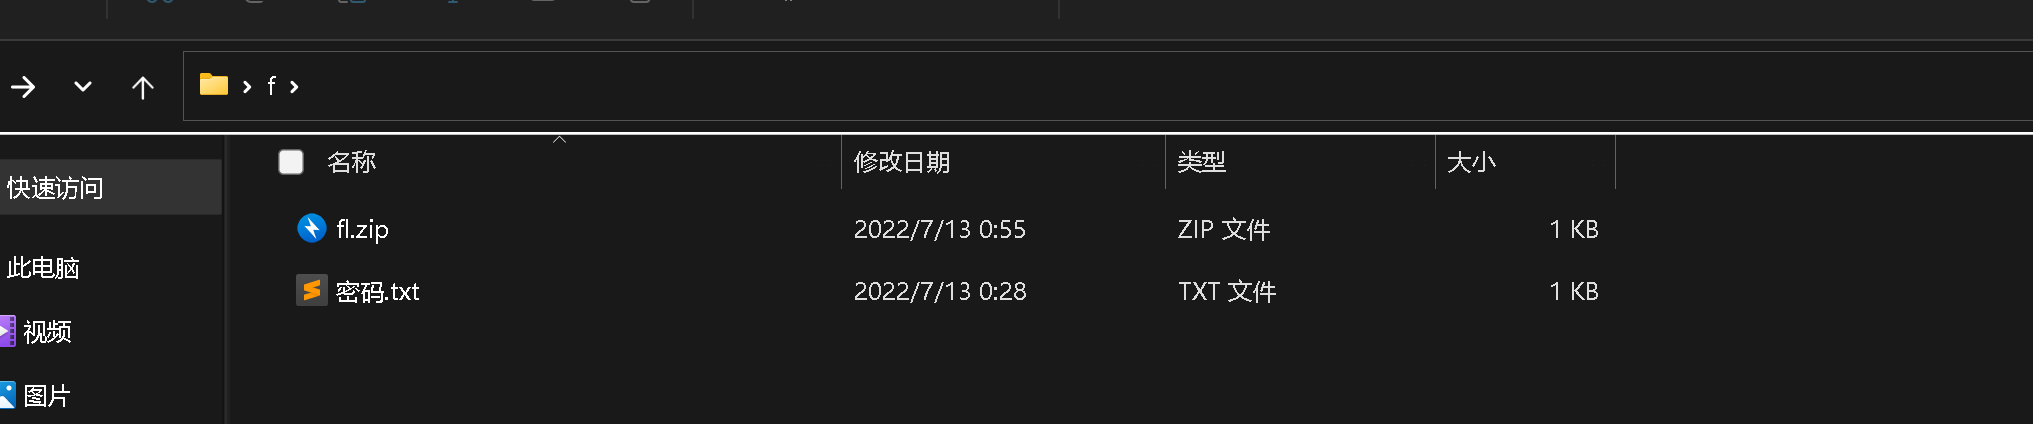 f
名称 修改日期 类型 大小
快速访问
fl.zip 2022/7/13 0:55 ZIP 文件 1 KB
此电脑
密码.txt 2022/7/13 0:28 TXT 文件 1 KB
视频
图片